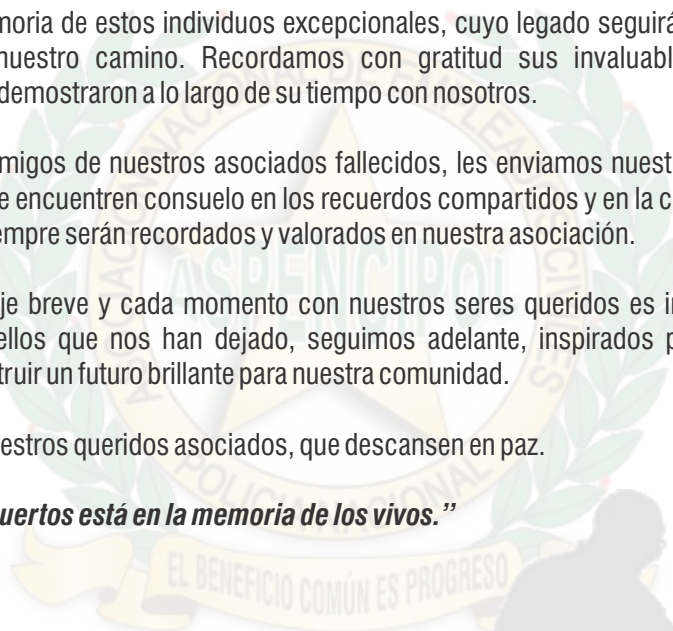 moria de estos individuos excepcionales, cuyo legado seguirá
nuestro camino. Recordamos con gratitud sus invaluabl
demostraron a lo largo de su tiempo con nosotros.
migos de nuestros asociados fallecidos, les enviamos nuestr
e encuentren consuelo en los recuerdos compartidos y en la c
empre serán recordados y valorados en nuestra asociación.
je breve y cada momento con nuestros seres queridos es i
ellos que nos han dejado, seguimos adelante, inspirados p
truir un futuro brillante para nuestra comunidad.
estros queridos asociados, que descansen en paz.
uertos está en la memoria de los vivos.”
ASPENCIPOL
POLICIA NACIONAL
EL BENEFICIO COMÚN ES PROGRESO